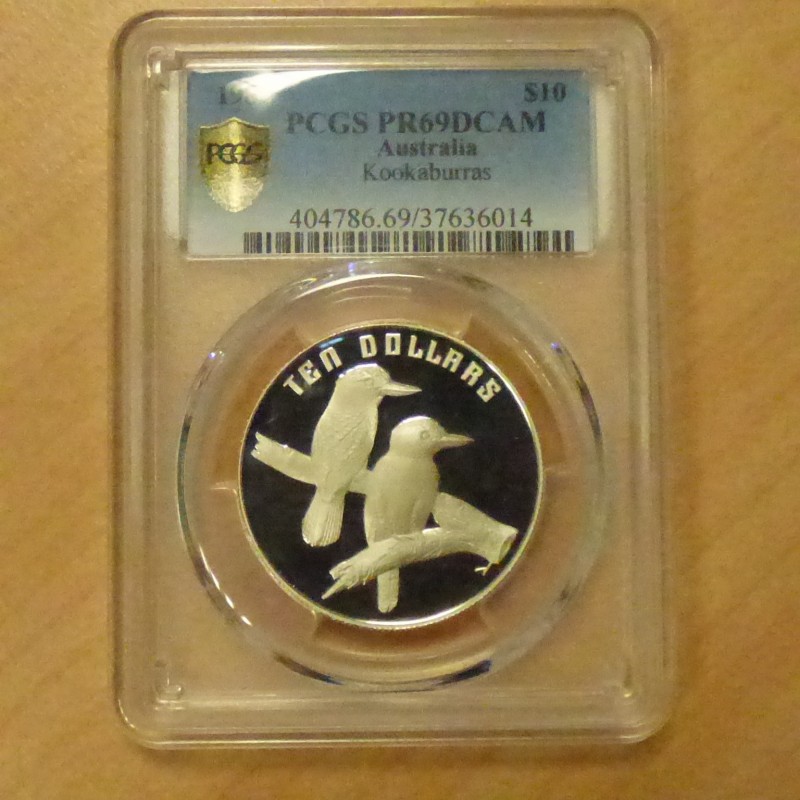 $10
PCGS PR69DCAM
Australia
PCGS
Kookaburras
404786.69/37636014
TEN DOLLARS